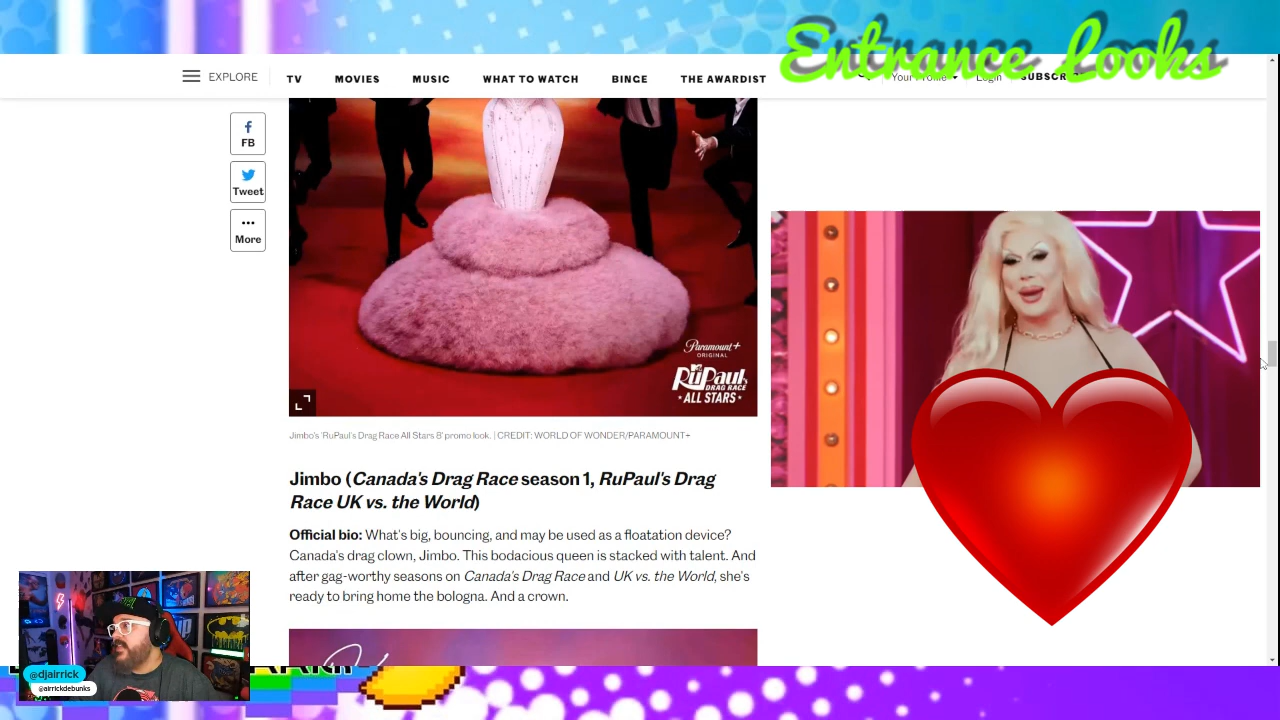 Entrance Looks
EXPLORE
TV
MOVIES
MUSIC
WHAT TO WATCH
BINGE
THE AWARDIST
Your Profile
Login
FB
Tweet
More
Paramount+
ORIGINAL
RuPaul's
DRAG RACE
ALL STARS
Jimbo's 'RuPaul's Drag Race All Stars 8' promo look. | CREDIT: WORLD OF WONDER/PARAMOUNT+
Jimbo (Canada's Drag Race season 1, RuPaul's Drag
Race UK vs. the World)
Official bio: What's big, bouncing, and may be used as a floatation device?
Canada's drag clown, Jimbo. This bodacious queen is stacked with talent. And
after gag-worthy seasons on Canada's Drag Race and UK vs. the World, she's
ready to bring home the bologna. And a crown.
@djairrick
@airrickdebunks